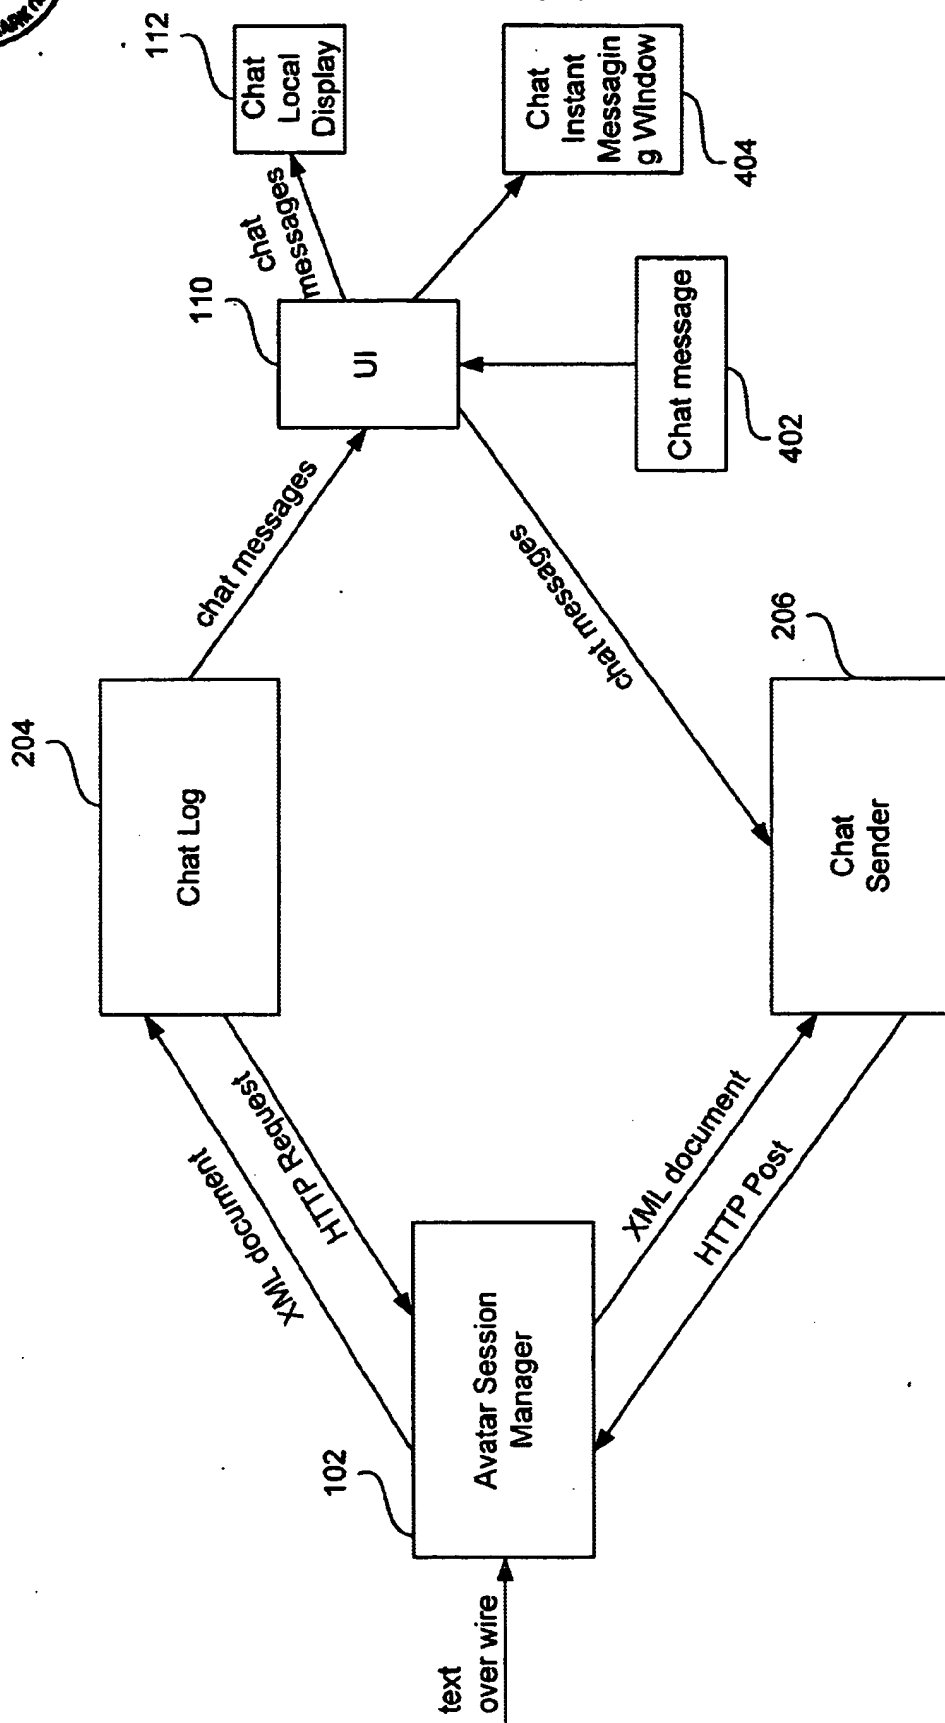 text
over wire
102
Avatar Session
Manager
XML document
HTTP Request
XML document
HTTP Post
204
Chat Log
206
Chat
Sender
chat messages
chat messages
110
UI
402
Chat message
chat
messages
112
Chat
Local
Display
404
Chat
Instant
Messagin
g Window